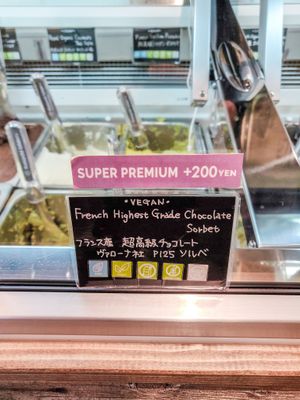 SUPER PREMIUM +200YEN
・VEGAN・
French Highest Grade Chocolate
Sorbet
フランス産 超高級チョコレート
ヴァローナ社 P125 ソルベ